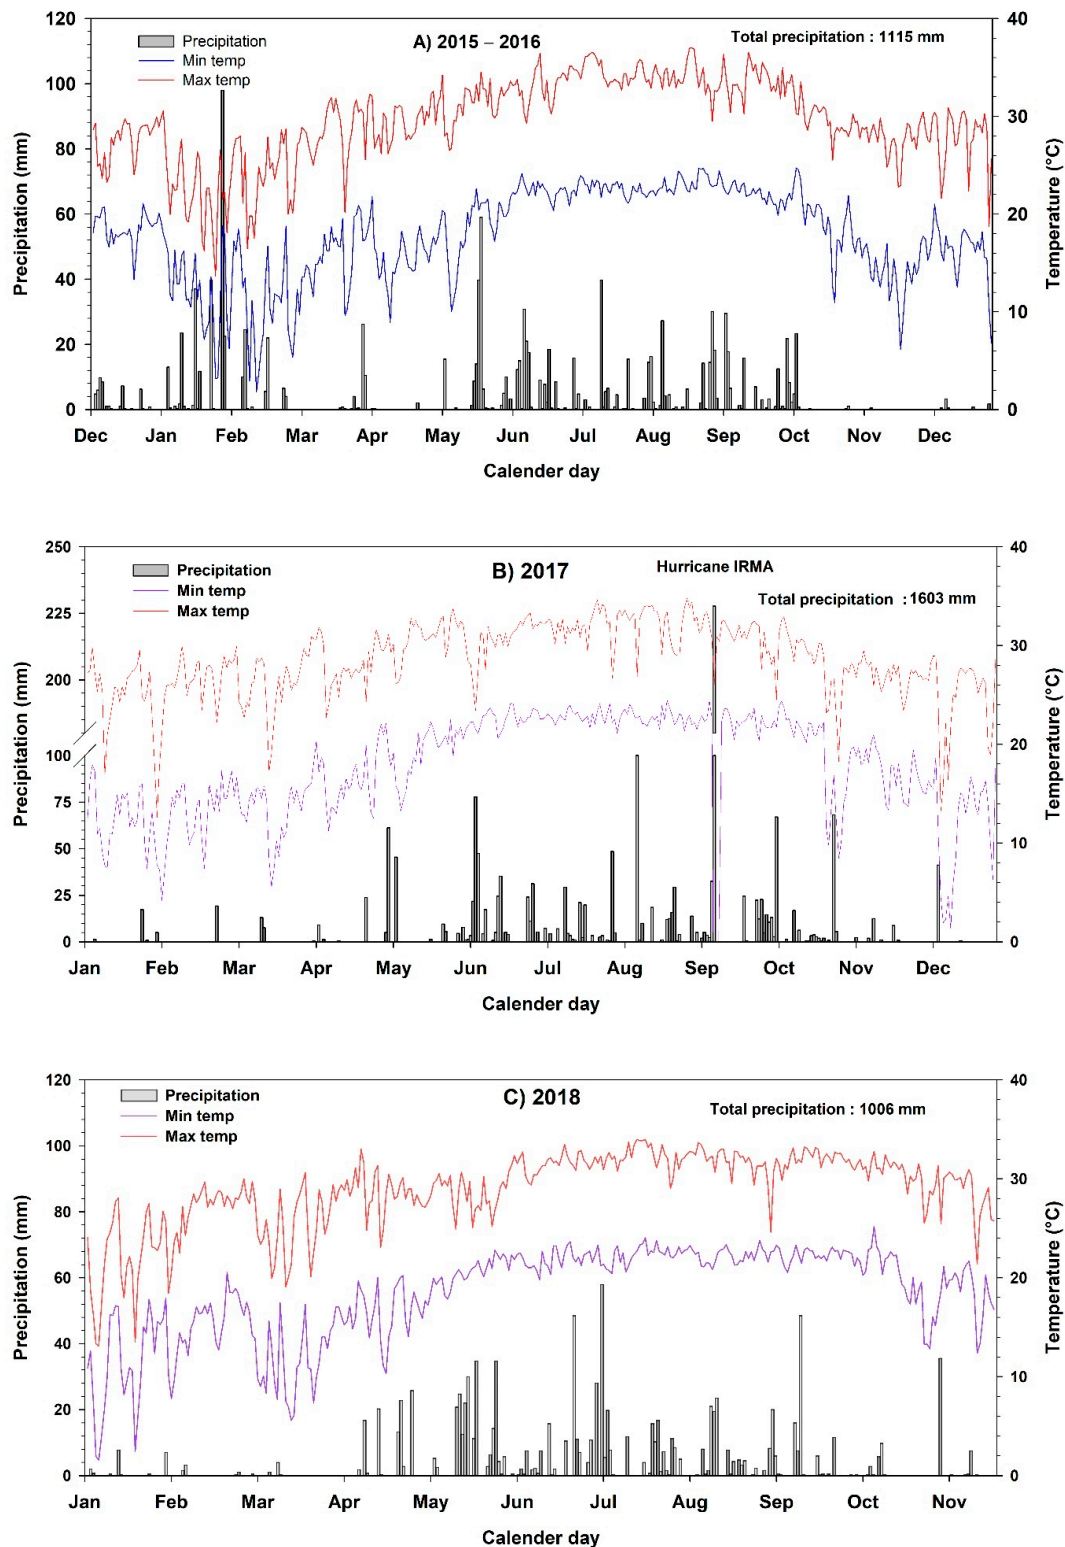 120
100
80
60
40
20
0
Precipitation (mm)
Precipitation
Min temp
Max temp
A) 2015 – 2016
Total precipitation : 1115 mm
40
30
20
10
0
Temperature (°C)
Dec Jan Feb Mar Apr May Jun Jul Aug Sep Oct Nov Dec
Calender day
250
225
200
100
75
50
25
0
Precipitation (mm)
Precipitation
Min temp
Max temp
B) 2017
Hurricane IRMA
Total precipitation : 1603 mm
40
30
20
10
0
Temperature (°C)
Jan Feb Mar Apr May Jun Jul Aug Sep Oct Nov Dec
Calender day
120
100
80
60
40
20
0
Precipitation (mm)
Precipitation
Min temp
Max temp
C) 2018
Total precipitation : 1006 mm
40
30
20
10
0
Temperature (°C)
Jan Feb Mar Apr May Jun Jul Aug Sep Oct Nov
Calender day